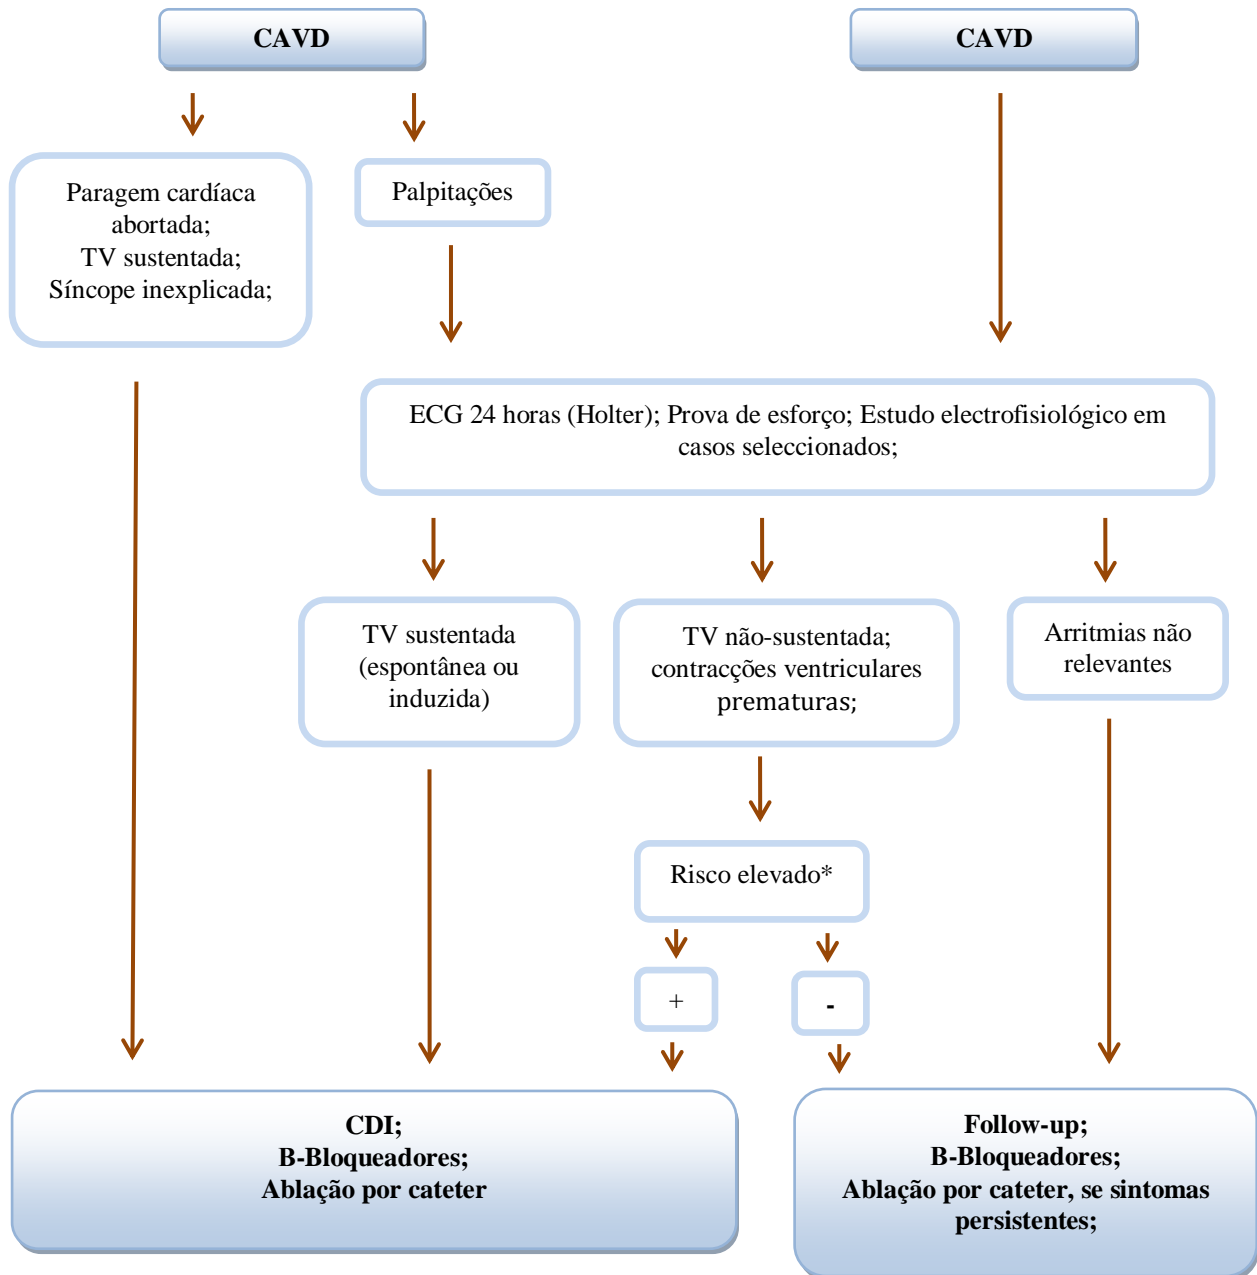 CAVD
CAVD
Paragem cardíaca
abortada;
TV sustentada;
Síncope inexplicada;
Palpitações
ECG 24 horas (Holter); Prova de esforço; Estudo electrofisiológico em
casos seleccionados;
TV sustentada
(espontânea ou
induzida)
TV não-sustentada;
contracções ventriculares
prematuras;
Arritmias não
relevantes
Risco elevado*
+
-
CDI;
B-Bloqueadores;
Ablação por cateter
Follow-up;
B-Bloqueadores;
Ablação por cateter, se sintomas
persistentes;